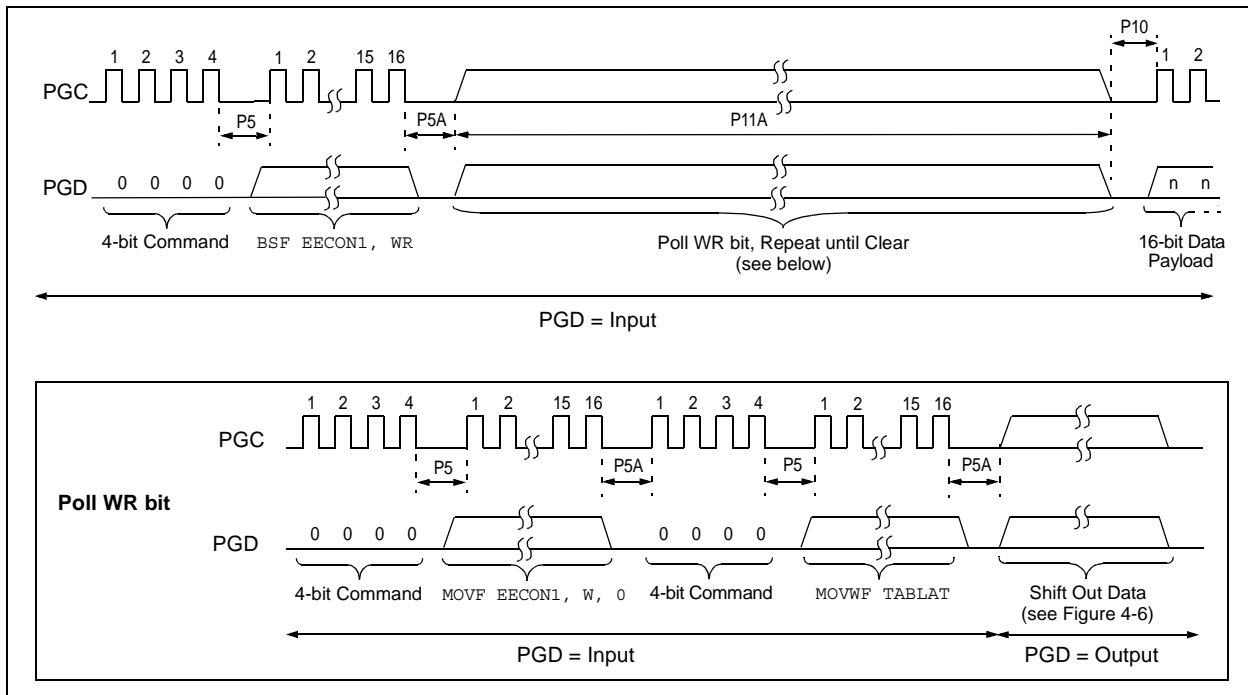 P10
1 2 3 4 1 2 15 16 1 2
PGC
P5 P5A P11A
PGD
0 0 0 0 n n
4-bit Command BSF EECON1, WR Poll WR bit, Repeat until Clear 16-bit Data
(see below) Payload
PGD = Input
1 2 3 4 1 2 15 16 1 2 3 4 1 2 15 16
PGC
P5 P5A P5 P5A
Poll WR bit
PGD
0 0 0 0 0 0 0 0
4-bit Command MOVF EECON1, W, 0 4-bit Command MOVWF TABLAT Shift Out Data
(see Figure 4-6)
PGD = Input PGD = Output